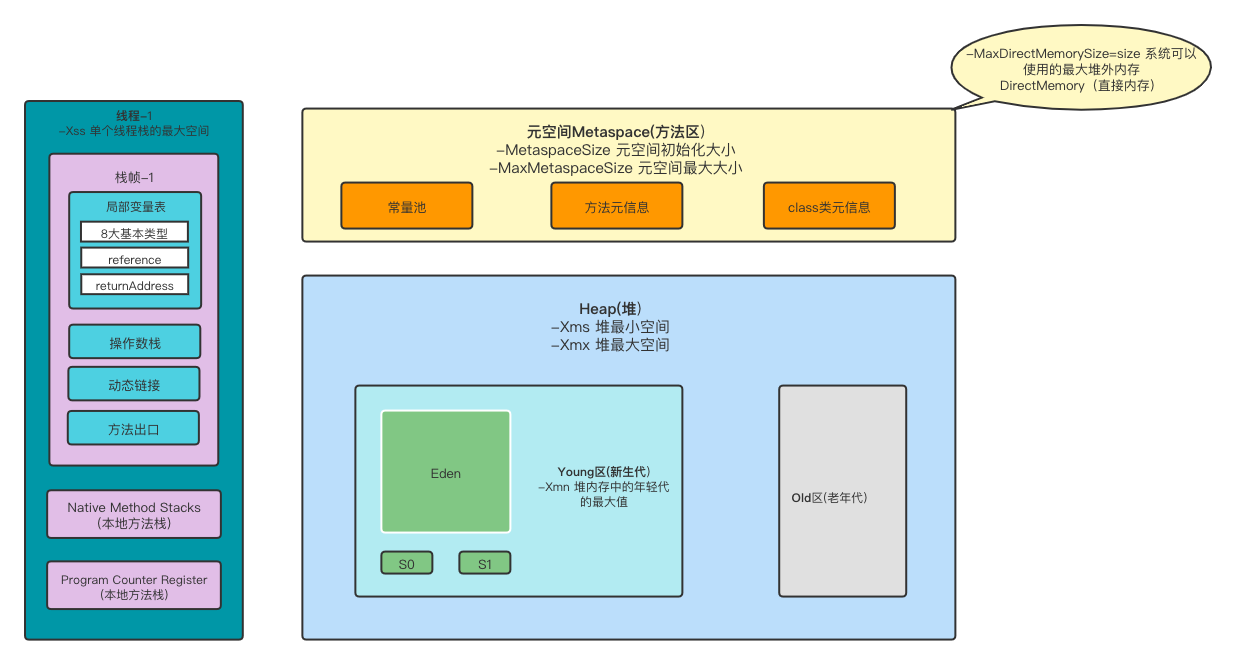 线程-1
-Xss 单个线程栈的最大空间
栈帧-1
局部变量表
8大基本类型
reference
returnAddress
操作数栈
动态链接
方法出口
Native Method Stacks
(本地方法栈)
Program Counter Register
(本地方法栈)
-MaxDirectMemorySize=size 系统可以
使用的最大堆外内存
DirectMemory（直接内存）
元空间Metaspace(方法区)
-MetaspaceSize 元空间初始化大小
-MaxMetaspaceSize 元空间最大大小
常量池
方法元信息
class类元信息
Heap(堆)
-Xms 堆最小空间
-Xmx 堆最大空间
Eden
S0
S1
Young区(新生代)
-Xmn 堆内存中的年轻代
的最大值
Old区(老年代)